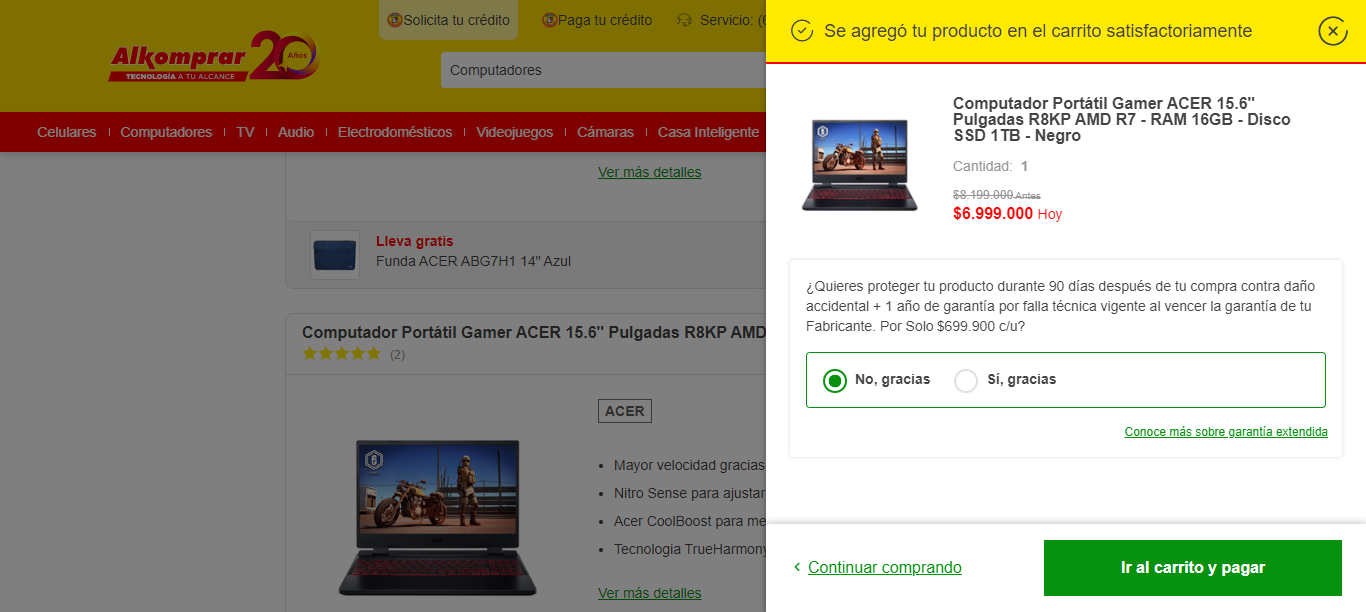 Solicita tu crédito
Paga tu crédito
Servicio: (6
Alkomprar 20 Años
TECNOLOGÍA A TU ALCANCE
Computadores
Celulares
Computadores
TV
Audio
Electrodomésticos
Videojuegos
Cámaras
Casa Inteligente
Ver más detalles
Lleva gratis
Funda ACER ABG7H1 14" Azul
Computador Portátil Gamer ACER 15.6" Pulgadas R8KP AMD
(2)
ACER
Mayor velocidad gracias
Nitro Sense para ajustar
Acer CoolBoost para me
Tecnologia TrueHarmony
Ver más detalles
Se agregó tu producto en el carrito satisfactoriamente
Computador Portátil Gamer ACER 15.6"
Pulgadas R8KP AMD R7 - RAM 16GB - Disco
SSD 1TB - Negro
Cantidad: 1
$8.199.000 Antes
$6.999.000 Hoy
¿Quieres proteger tu producto durante 90 días después de tu compra contra daño
accidental + 1 año de garantía por falla técnica vigente al vencer la garantía de tu
Fabricante. Por Solo $699.900 c/u?
No, gracias
Sí, gracias
Conoce más sobre garantía extendida
Continuar comprando
Ir al carrito y pagar